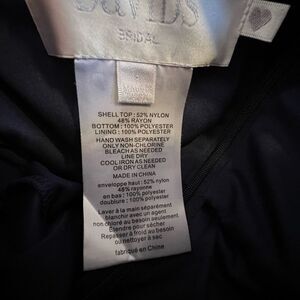 BRIDAL
SHELL TOP : 52% NYLON
48% RAYON
BOTTOM : 100% POLYESTER
LINING : 100% POLYESTER
HAND WASH SEPARATELY
ONLY NON-CHLORINE
BLEACH AS NEEDED
LINE DRY
COOL IRON AS NEEDED
OR DRY CLEAN
MADE IN CHINA
enveloppe haut : 52% nylon
48% rayonne
en bas : 100% polyester
doublure : 100% polyester
Laver à la main séparément
blanchir avec un agent
non chloré au besoin seulement.
Étendre pour sécher
Repasser à froid au besoin
ou nettoyer à sec
fabriqué en Chine